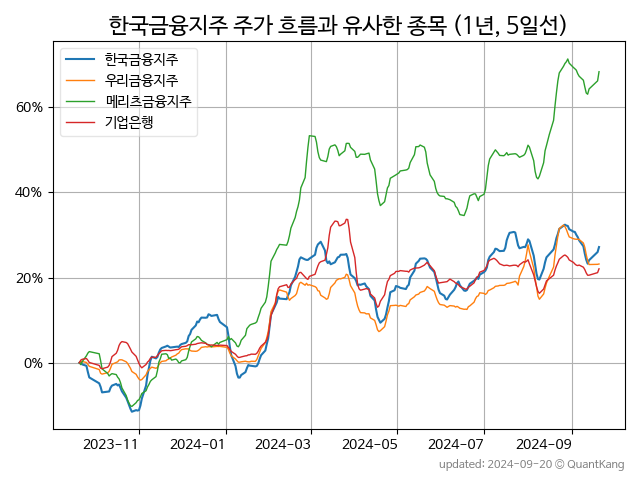 한국금융지주 주가 흐름과 유사한 종목 (1년, 5일선)
한국금융지주
우리금융지주
메리츠금융지주
기업은행
60%
40%
20%
0%
2023-11 2024-01 2024-03 2024-05 2024-07 2024-09
updated: 2024-09-20 © QuantKang